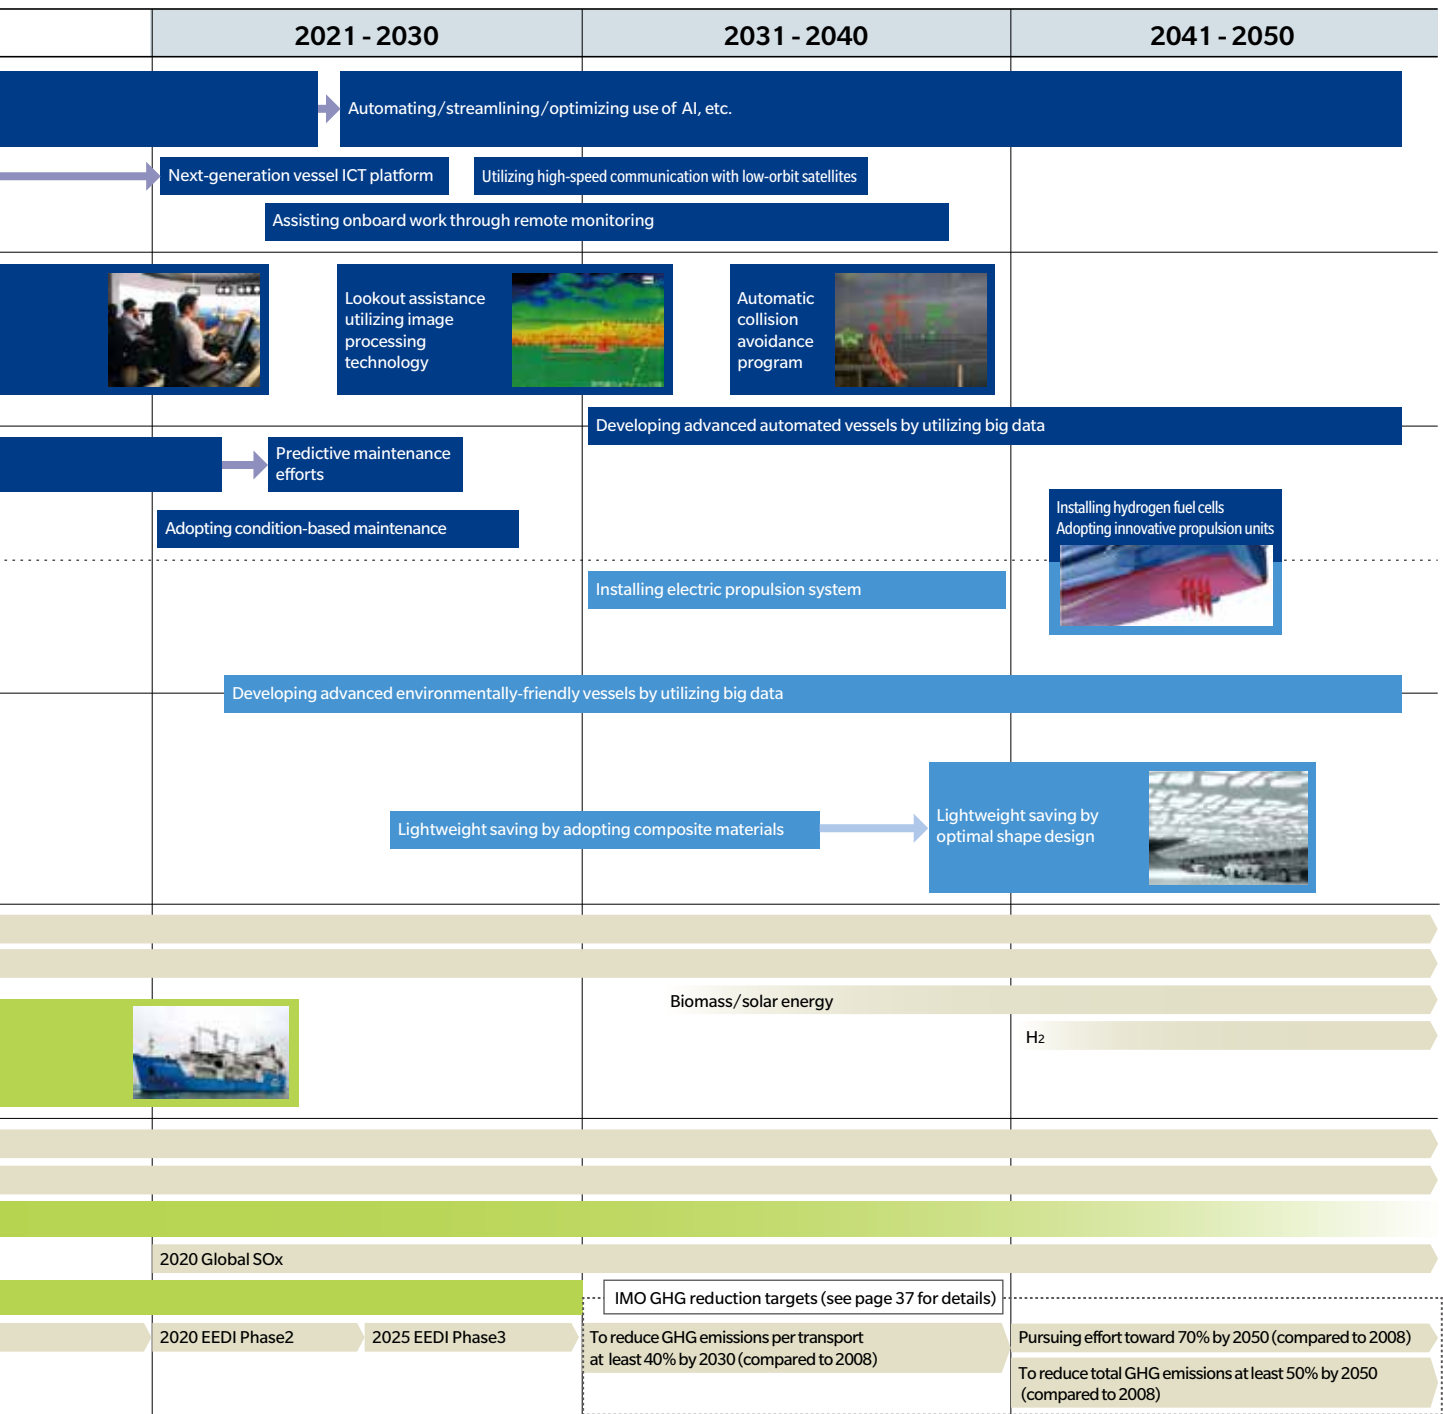 2021 - 2030
2031 - 2040
2041 - 2050
Automating/streamlining/optimizing use of AI, etc.
Next-generation vessel ICT platform
Utilizing high-speed communication with low-orbit satellites
Assisting onboard work through remote monitoring
Lookout assistance
utilizing image
processing
technology
Automatic
collision
avoidance
program
Developing advanced automated vessels by utilizing big data
Predictive maintenance
efforts
Adopting condition-based maintenance
Installing hydrogen fuel cells
Adopting innovative propulsion units
Installing electric propulsion system
Developing advanced environmentally-friendly vessels by utilizing big data
Lightweight saving by adopting composite materials
Lightweight saving by
optimal shape design
Biomass/solar energy
H2
2020 Global SOx
IMO GHG reduction targets (see page 37 for details)
2020 EEDI Phase2
2025 EEDI Phase3
To reduce GHG emissions per transport
at least 40% by 2030 (compared to 2008)
Pursuing effort toward 70% by 2050 (compared to 2008)
To reduce total GHG emissions at least 50% by 2050
(compared to 2008)